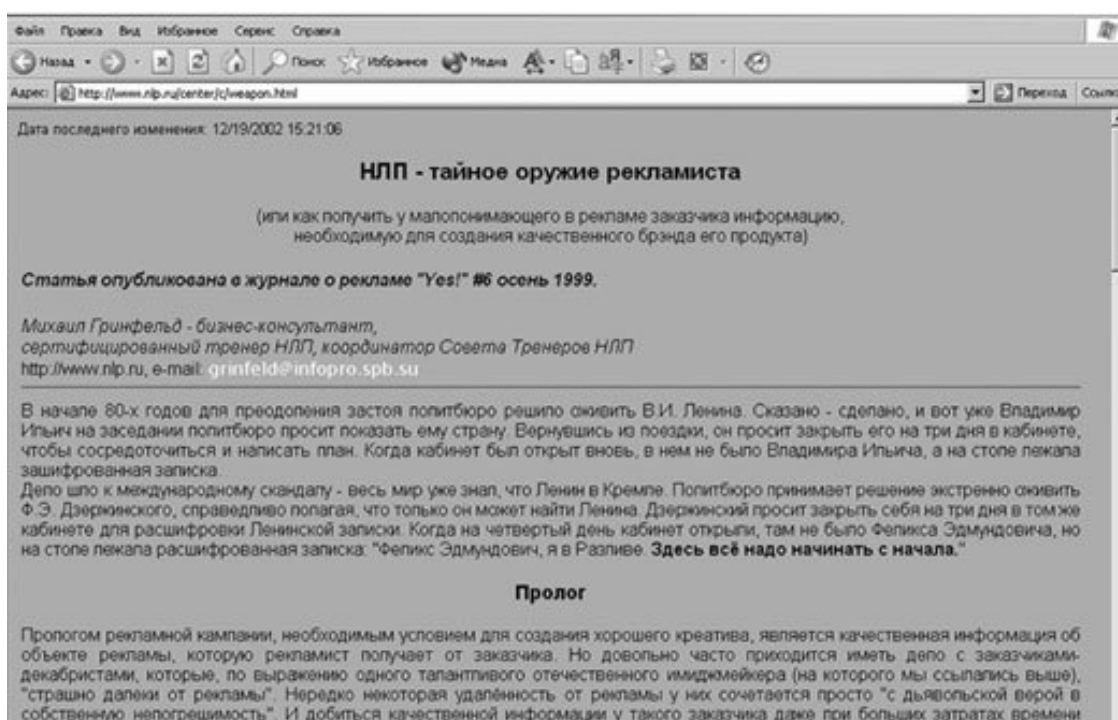 Файл Правка Вид Избранное Сервис Справка
Назад Поиск Избранное Медиа
Адрес: http://www.nlp.ru/center/c/weapon.html Переход Ссылки
Дата последнего изменения: 12/19/2002 15:21:06
НЛП - тайное оружие рекламиста
(или как получить у малопонимающего в рекламе заказчика информацию,
необходимую для создания качественного брэнда его продукта)
Статья опубликована в журнале о рекламе "Yes!" #6 осень 1999.
Михаил Гринфельд - бизнес-консультант,
сертифицированный тренер НЛП, координатор Совета Тренеров НЛП
http://www.nlp.ru, e-mail: grinfeld@infopro.spb.su
В начале 80-х годов для преодоления застоя политбюро решило оживить В.И. Ленина. Сказано - сделано, и вот уже Владимир
Ильич на заседании политбюро просит показать ему страну. Вернувшись из поездки, он просит закрыть его на три дня в кабинете,
чтобы сосредоточиться и написать план. Когда кабинет был открыт вновь, в нем не было Владимира Ильича, а на столе лежала
зашифрованная записка.
Дело шло к международному скандалу - весь мир уже знал, что Ленин в Кремле. Политбюро принимает решение экстренно оживить
Ф.Э. Дзержинского, справедливо полагая, что только он может найти Ленина. Дзержинский просит закрыть себя на три дня в том же
кабинете для расшифровки Ленинской записки. Когда на четвертый день кабинет открыли, там не было Феликса Эдмундовича, но
на столе лежала расшифрованная записка: "Феликс Эдмундович, я в Разливе. Здесь всё надо начинать с начала."
Пролог
Прологом рекламной кампании, необходимым условием для создания хорошего креатива, является качественная информация об
объекте рекламы, которую рекламист получает от заказчика. Но довольно часто приходится иметь дело с заказчиками-
декабристами, которые, по выражению одного талантливого отечественного имиджмейкера (на которого мы ссылались выше),
"страшно далеки от рекламы". Нередко некоторая удалённость от рекламы у них сочетается просто "с дьявольской верой в
собственную непогрешимость". И добиться качественной информации у такого заказчика даже при больших затратах времени